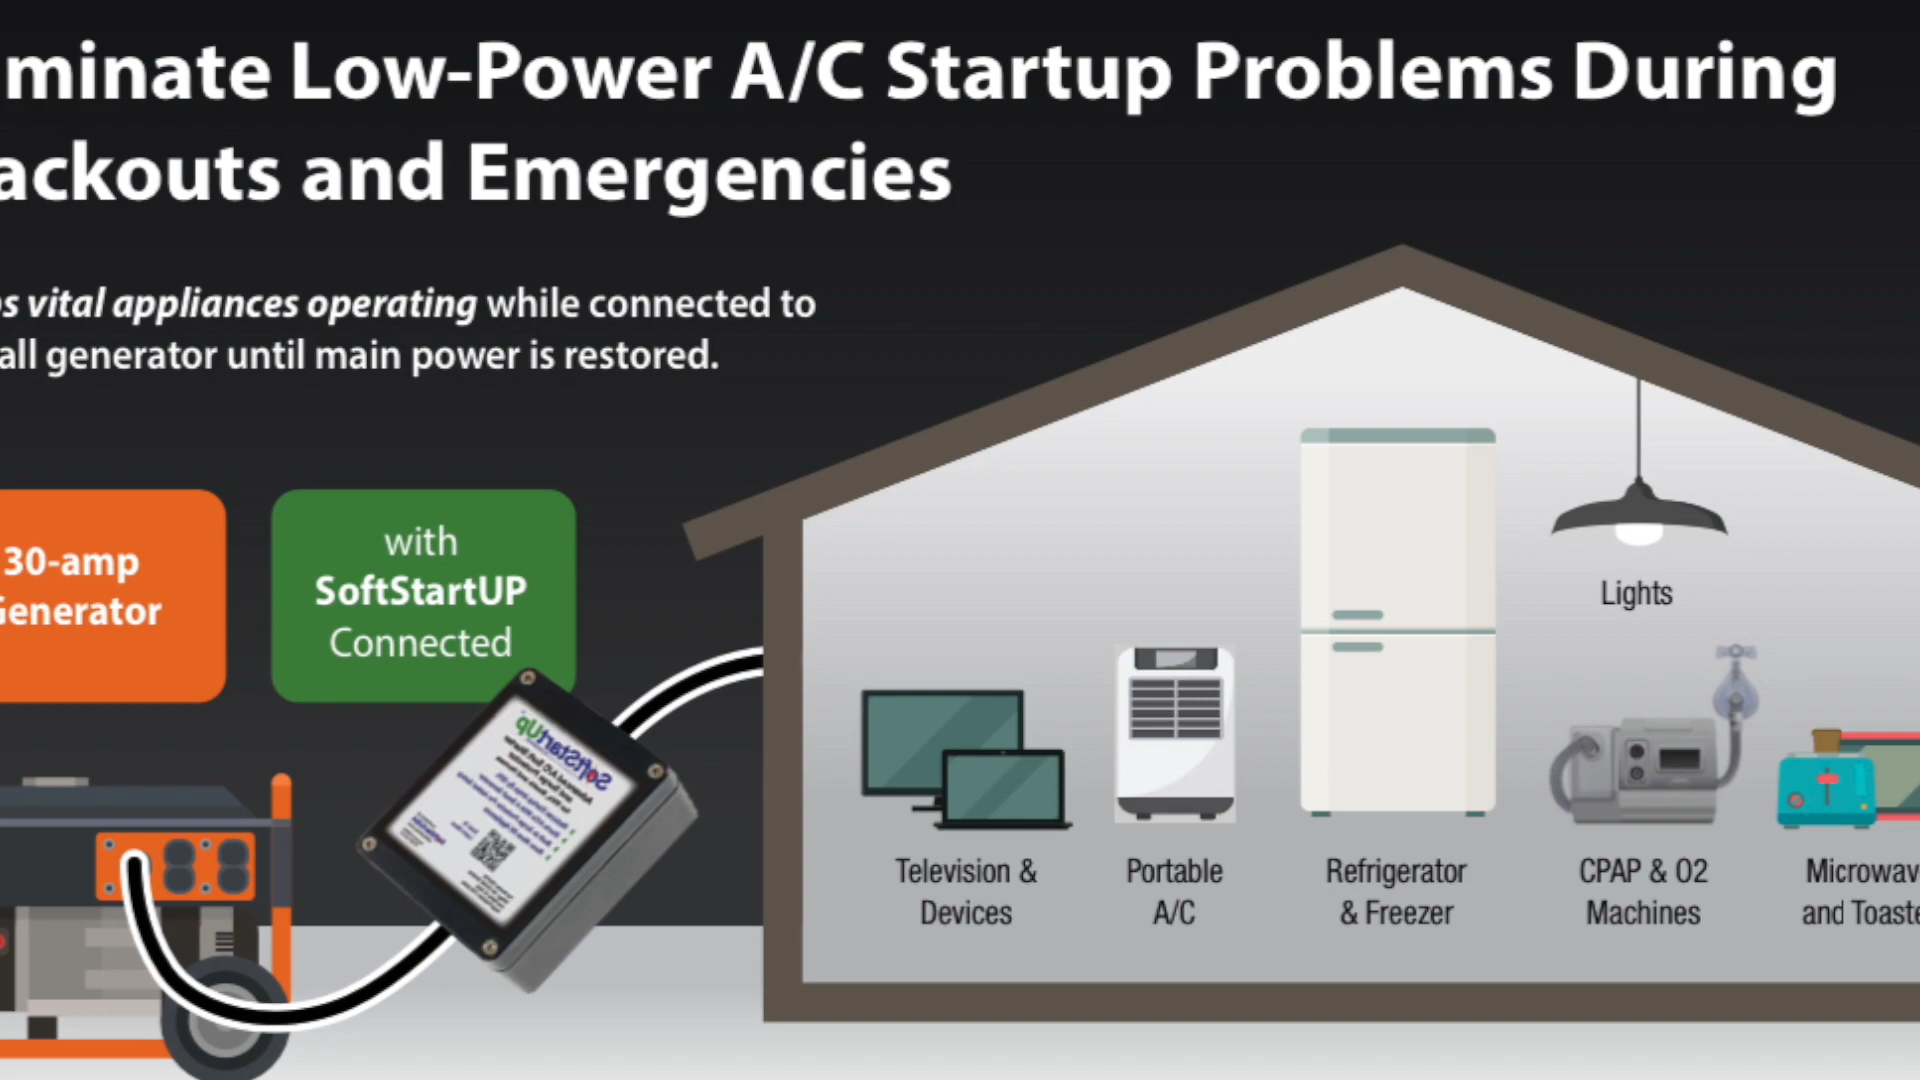 minate Low-Power A/C Startup Problems During
ackouts and Emergencies
s vital appliances operating while connected to
all generator until main power is restored.
30-amp
Generator
with
SoftStartUP
Connected
SoftStartUp
Lights
Television &
Devices
Portable
A/C
Refrigerator
& Freezer
CPAP & O2
Machines
Microwav
and Toaste